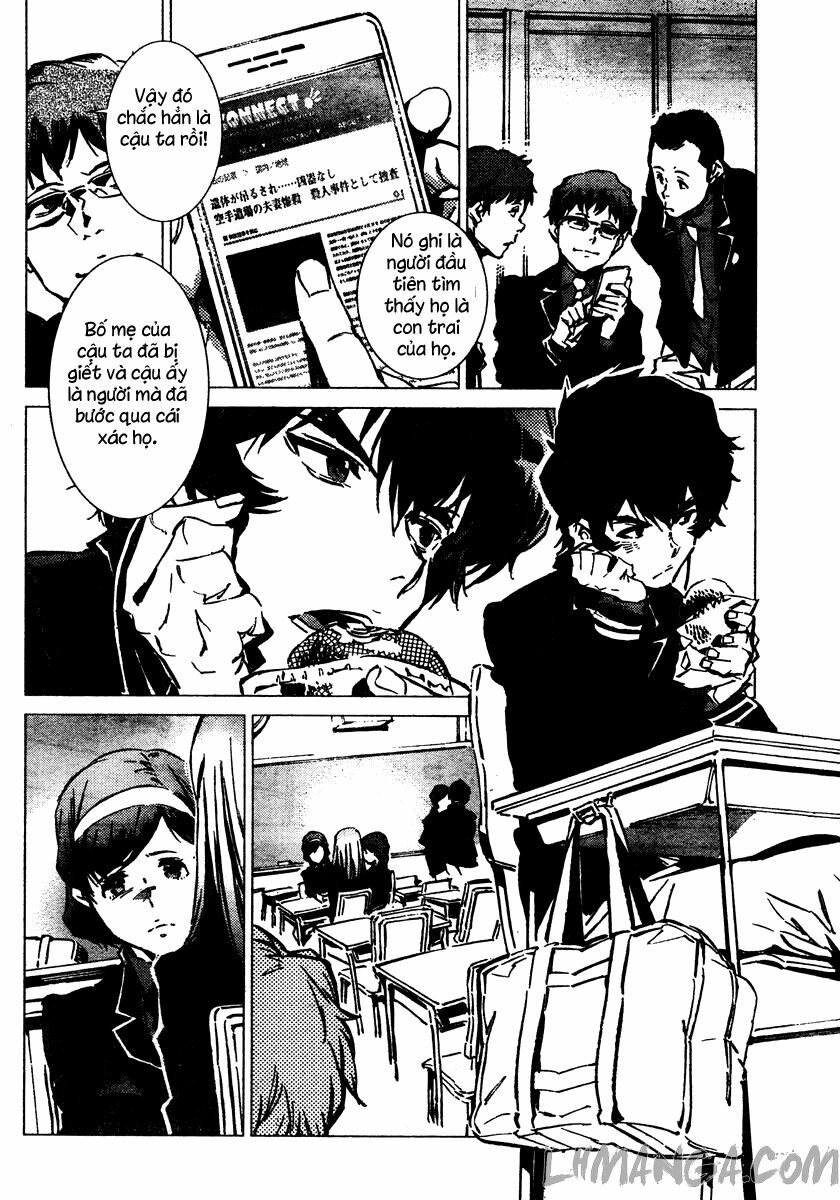 Vậy đó
chắc hẳn là
cậu ta rồi!
CONNECT
遺体が吊るされ……凶器なし
空手道場の夫妻惨殺 殺人事件として捜査
Nó ghi là
người đầu
tiên tìm
thấy họ là
con trai
của họ.
Bố mẹ của
cậu ta đã bị
giết và cậu ấy
là người mà đã
bước qua cái
xác họ.
LHMANGA.COM